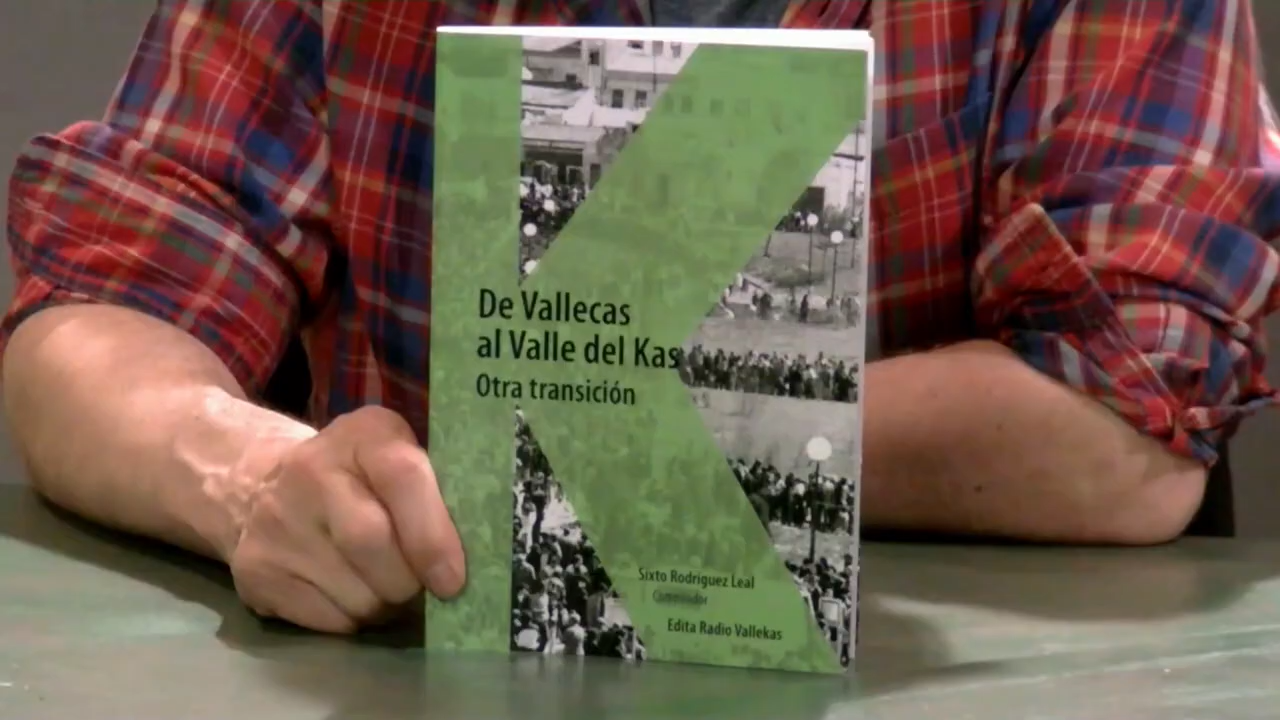 De Vallecas
al Valle del Kas
Otra transición
Sixto Rodríguez Leal
Edita Radio Vallekas